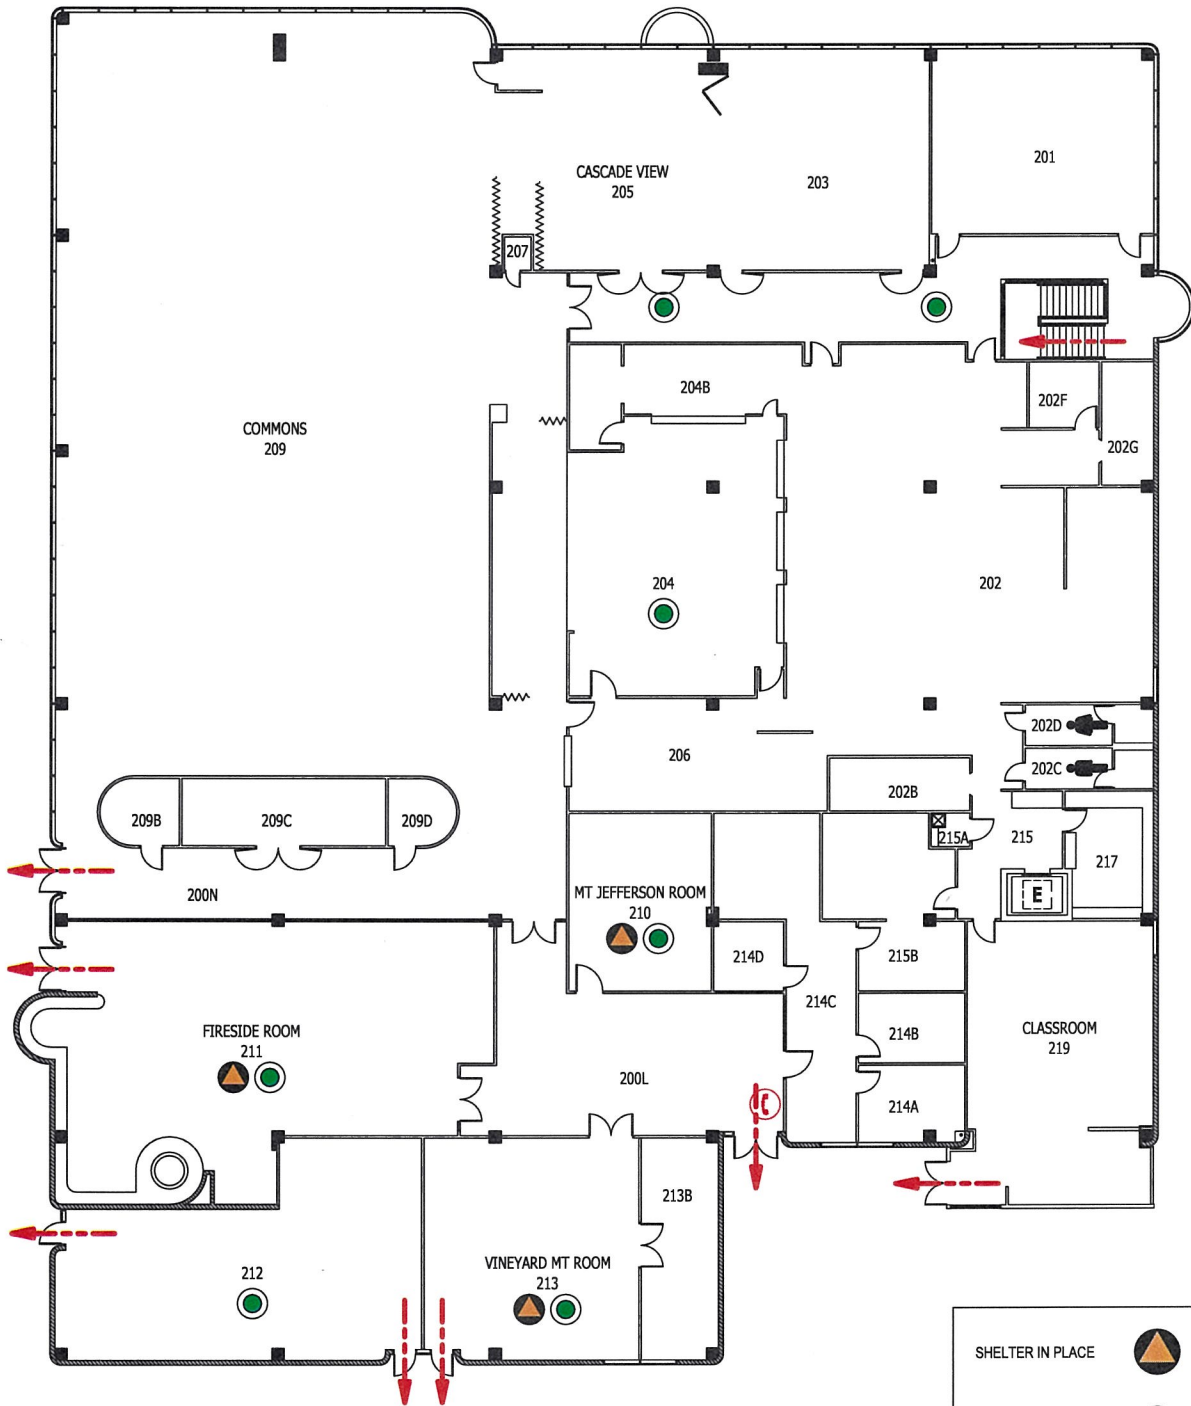 201
CASCADE VIEW
205
203
207
204B
202F
COMMONS
209
202G
204
202
202D
206
202C
202B
209B
209C
209D
215A
215
217
200N
MT JEFFERSON ROOM
210
E
214D
215B
214C
FIRESIDE ROOM
211
214B
CLASSROOM
219
200L
214A
213B
VINEYARD MT ROOM
213
212
SHELTER IN PLACE